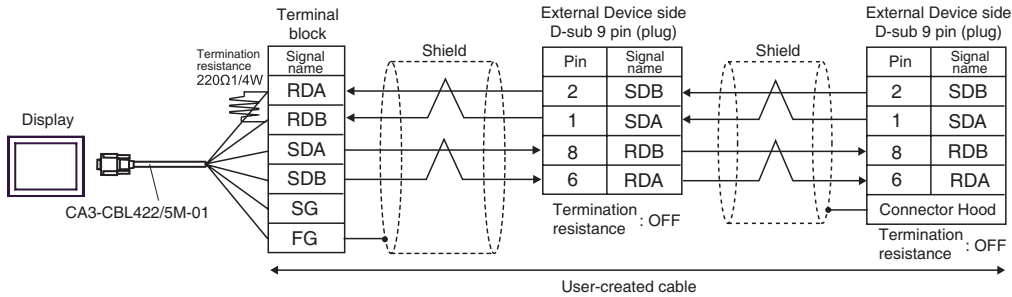 Terminal
block
External Device side
D-sub 9 pin (plug)
External Device side
D-sub 9 pin (plug)
Termination
resistance
220Ω1/4W
Signal
name
Shield
Pin
Signal
name
Shield
Pin
Signal
name
RDA
2
SDB
2
SDB
RDB
1
SDA
1
SDA
Display
SDA
8
RDB
8
RDB
SDB
6
RDA
6
RDA
CA3-CBL422/5M-01
SG
Termination
resistance : OFF
Connector Hood
FG
Termination
resistance : OFF
User-created cable